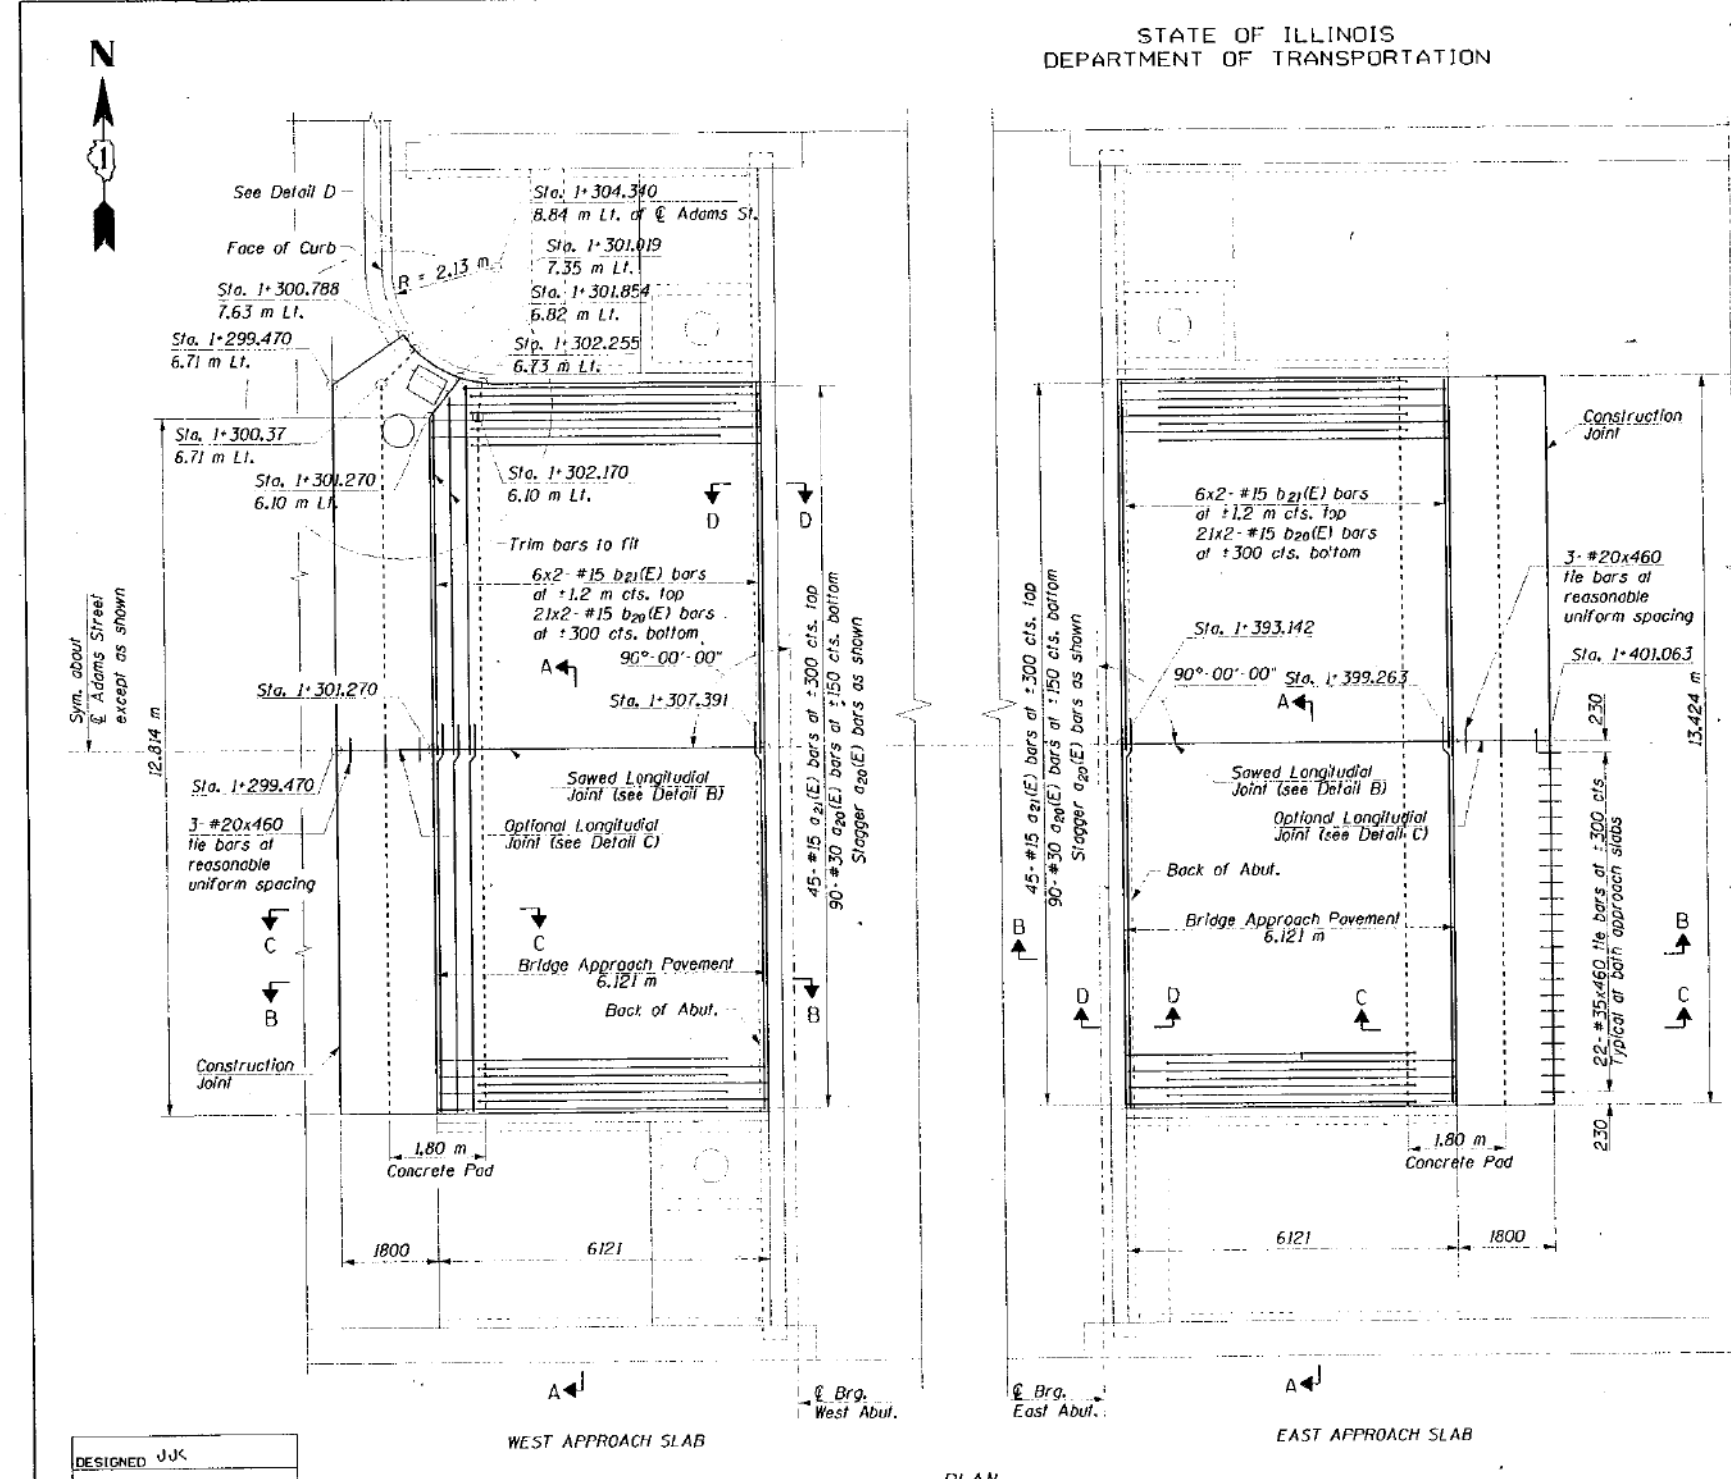 STATE OF ILLINOIS
DEPARTMENT OF TRANSPORTATION
N
1
See Detail D
Face of Curb
R = 2.13 m
Sta. 1+304.340
8.84 m Lt. of ℄ Adams St.
Sta. 1+301.019
7.35 m Lt.
Sta. 1+300.788
7.63 m Lt.
Sta. 1+301.854
6.82 m Lt.
Sta. 1+299.470
6.71 m Lt.
Sta. 1+302.255
6.73 m Lt.
Sta. 1+300.37
6.71 m Lt.
Sta. 1+301.270
6.10 m Lt.
Sta. 1+302.170
6.10 m Lt.
D D
Trim bars to fit
6x2- #15 b21(E) bars
at ±1.2 m cts. top
21x2- #15 b20(E) bars
at ±300 cts. bottom
90°-00'-00"
A
Sta. 1+301.270
Sta. 1+307.391
Sym. about
℄ Adams Street
except as shown
12.814 m
Sta. 1+299.470
Sawed Longitudial
Joint (see Detail B)
3- #20x460
tie bars at
reasonable
uniform spacing
Optional Longitudial
Joint (see Detail C)
45- #15 a21(E) bars at ±300 cts. top
90- #30 a20(E) bars at ±150 cts. bottom
Stagger a20(E) bars as shown
C C
Bridge Approach Pavement
6.121 m
B B
Back of Abut.
Construction
Joint
1.80 m
Concrete Pad
1800 6121
A
℄ Brg.
West Abut.
WEST APPROACH SLAB
Construction
Joint
6x2- #15 b21(E) bars
at ±1.2 m cts. top
21x2- #15 b20(E) bars
at ±300 cts. bottom
3- #20x460
tie bars at
reasonable
uniform spacing
Sta. 1+393.142
Sta. 1+401.063
90°-00'-00"
Sta. 1+399.263
A
230
13.424 m
45- #15 a21(E) bars at ±300 cts. top
90- #30 a20(E) bars at ±150 cts. bottom
Stagger a20(E) bars as shown
Sawed Longitudial
Joint (see Detail B)
Optional Longitudial
Joint (see Detail C)
Back of Abut.
22- #35x460 tie bars at ±300 cts.
Typical at both approach slabs
B B
Bridge Approach Pavement
6.121 m
D D C C
230
1.80 m
Concrete Pad
6121 1800
A
℄ Brg.
East Abut.
EAST APPROACH SLAB
DESIGNED JJK
PLAN